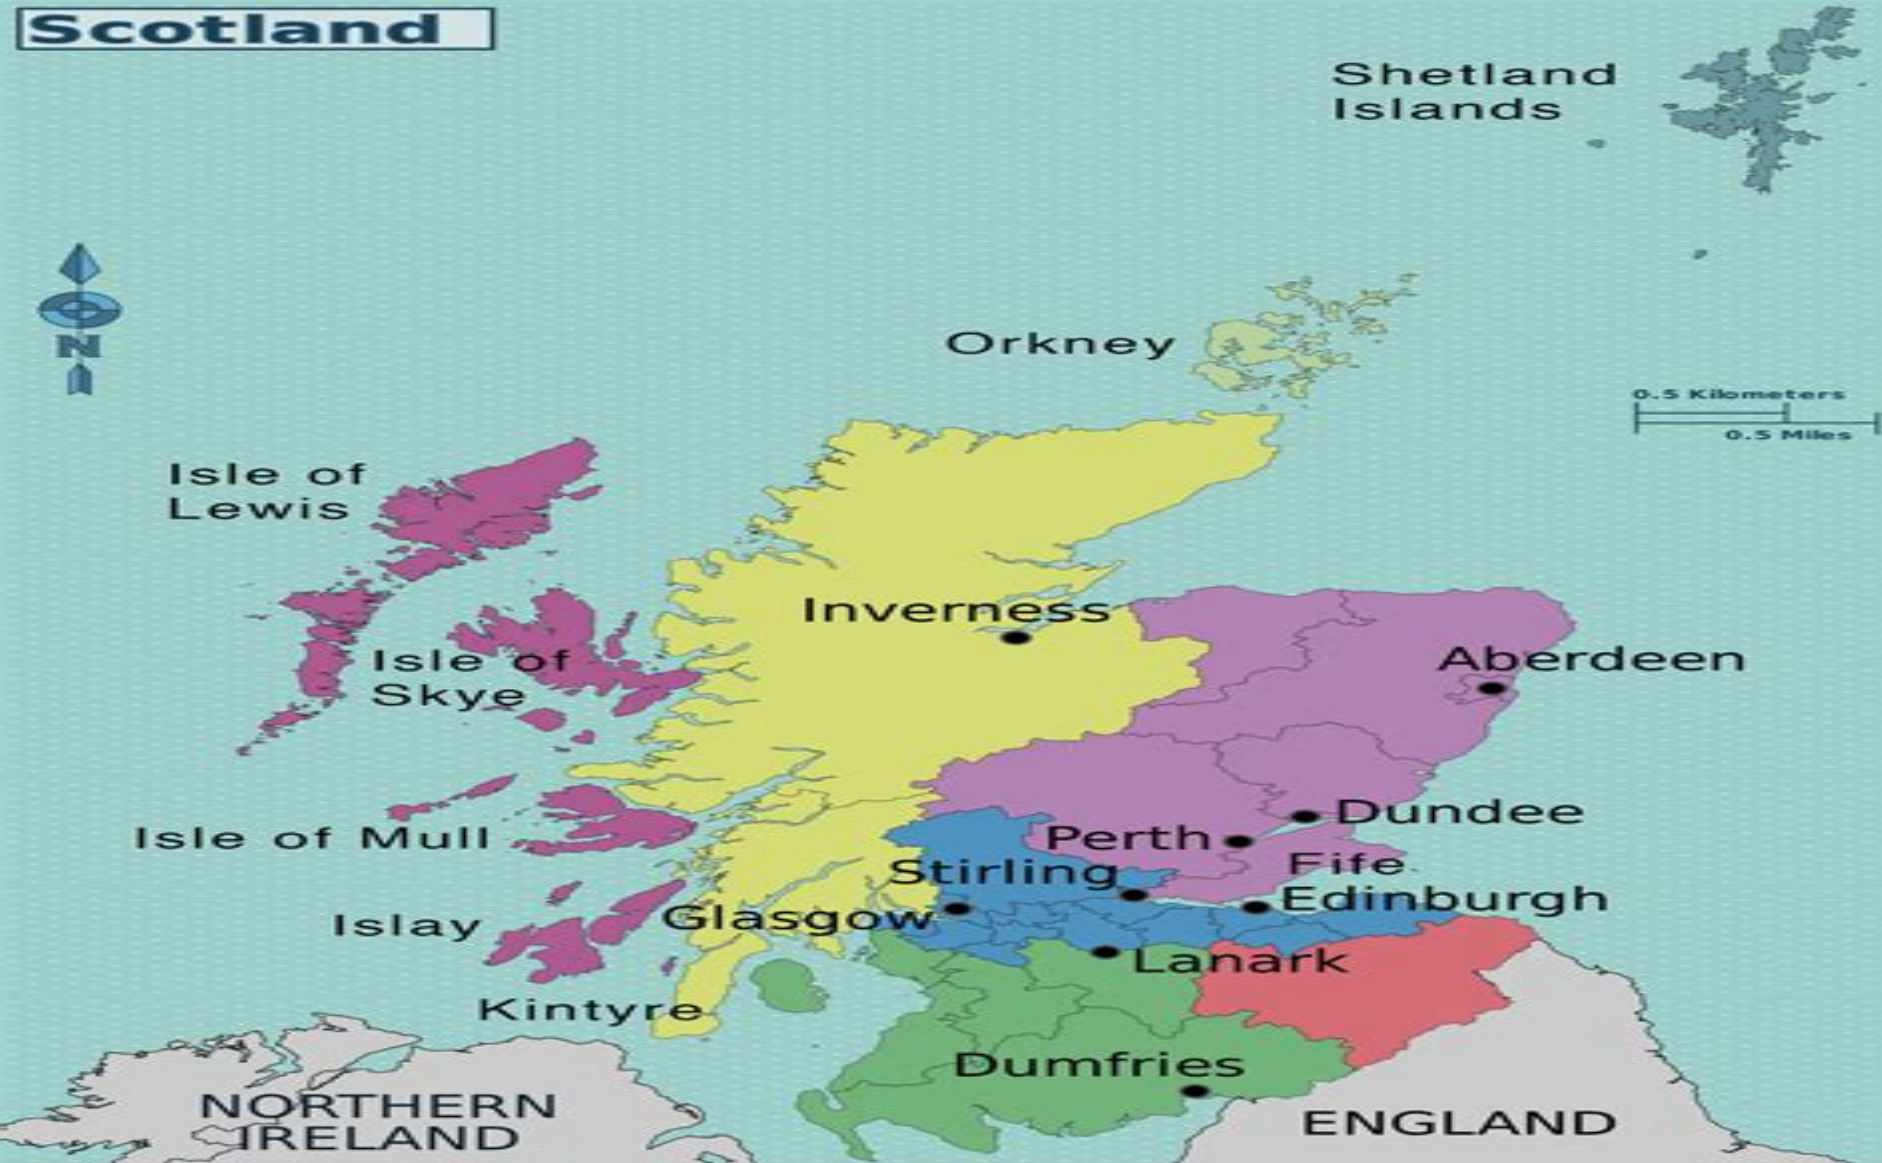 Scotland
Shetland
Islands
N
Orkney
0.5 Kilometers
0.5 Miles
Isle of
Lewis
Inverness
Isle of
Skye
Aberdeen
Dundee
Isle of Mull
Perth
Fife
Stirling
Edinburgh
Islay
Glasgow
Lanark
Kintyre
Dumfries
NORTHERN
IRELAND
ENGLAND